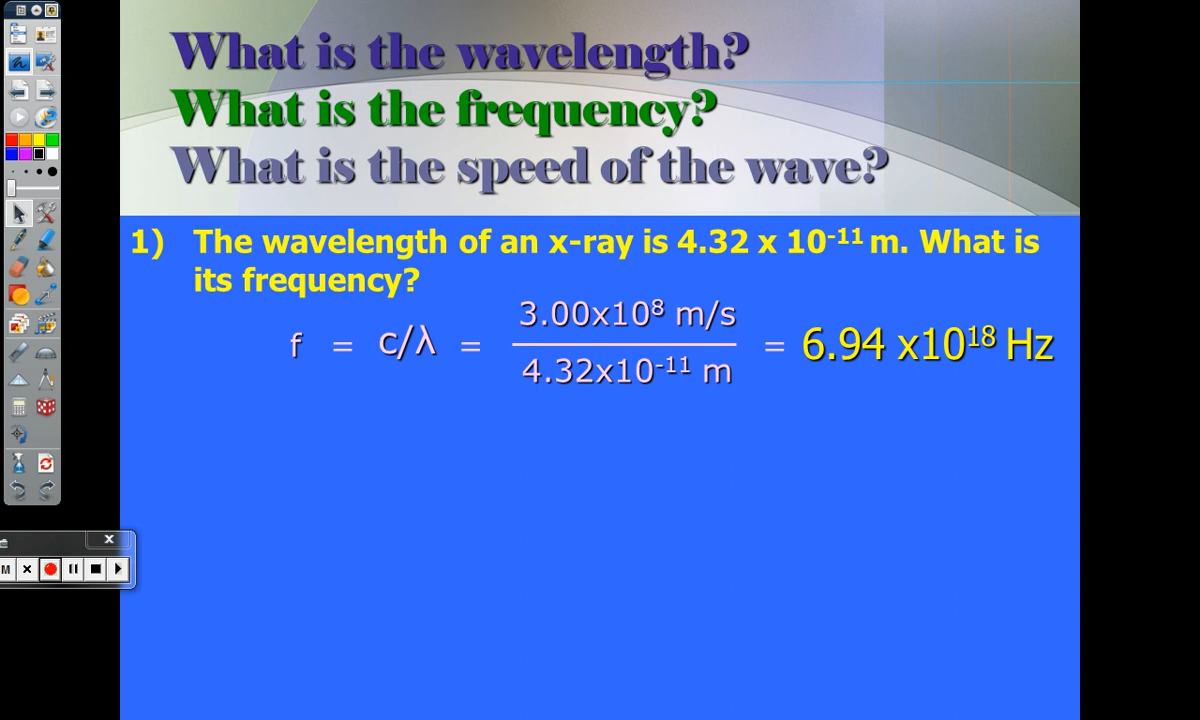 What is the wavelength?
What is the frequency?
What is the speed of the wave?
1) The wavelength of an x-ray is 4.32 x 10⁻¹¹ m. What is
its frequency?
f = c/λ = 3.00x10⁸ m/s
4.32x10⁻¹¹ m
= 6.94 x10¹⁸ Hz
M